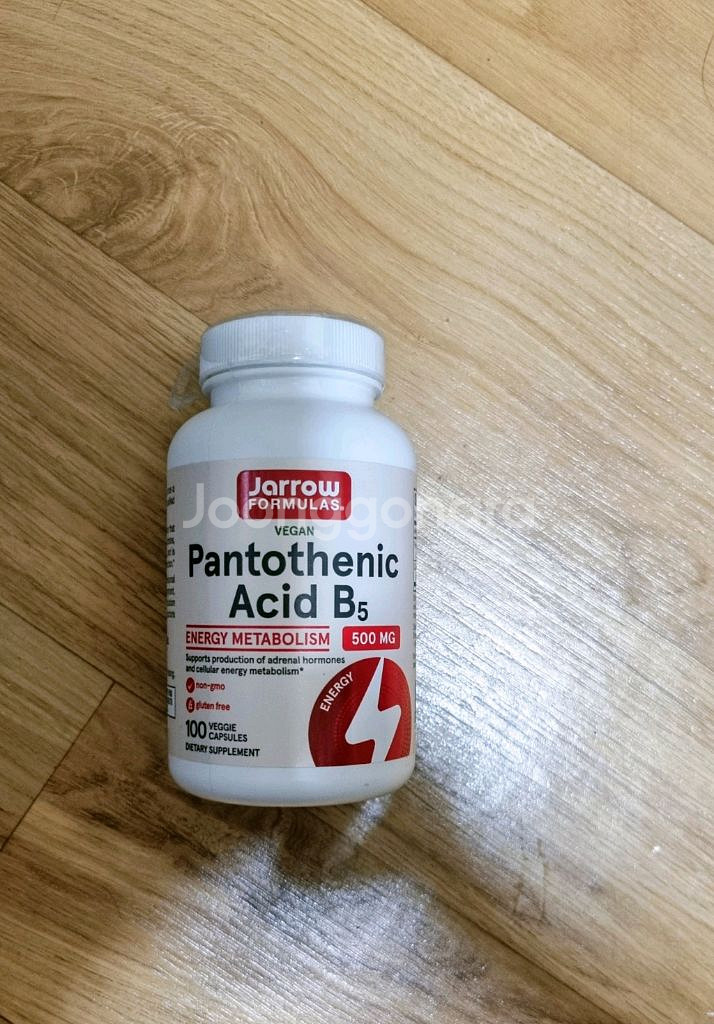 Jarrow
FORMULAS®
Joonggonara
VEGAN
Pantothenic
Acid B5
ENERGY METABOLISM 500 MG
Supports production of adrenal hormones
and cellular energy metabolism*
non-gmo
gluten free
ENERGY
100 VEGGIE
CAPSULES
DIETARY SUPPLEMENT